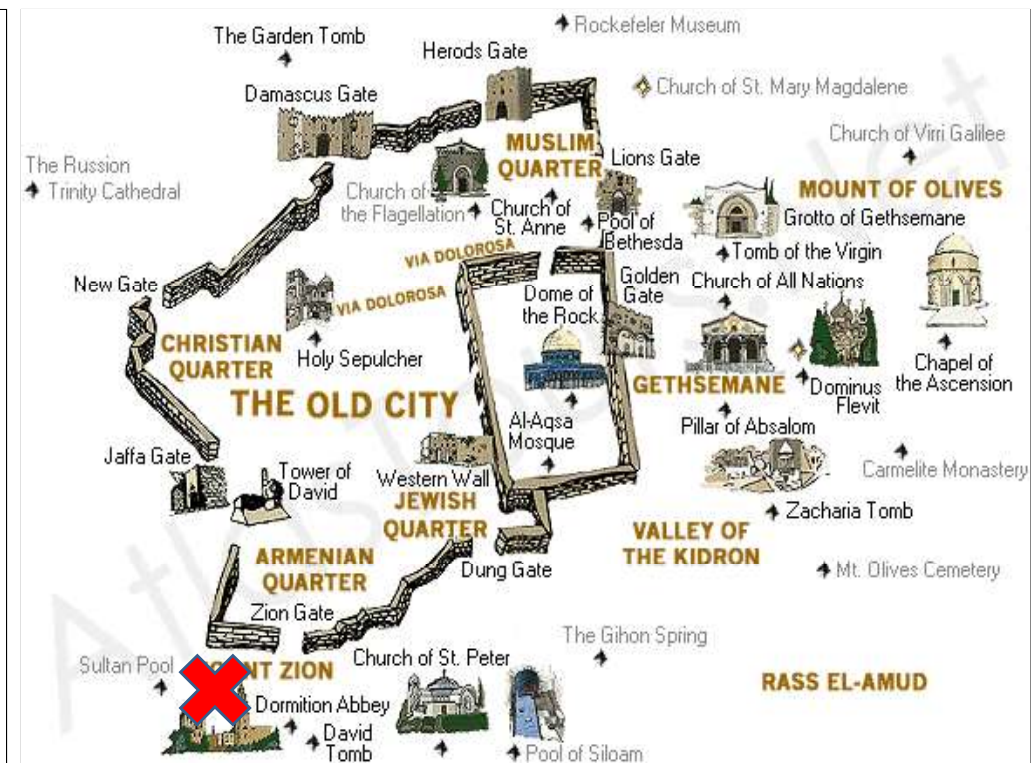 Rockefeler Museum
The Garden Tomb
Herods Gate
Damascus Gate
Church of St. Mary Magdalene
MUSLIM
QUARTER
Church of Virri Galilee
The Russion
Trinity Cathedral
Lions Gate
Church of
the Flagellation
Church of
St. Anne
Pool of
Bethesda
MOUNT OF OLIVES
Grotto of Gethsemane
Tomb of the Virgin
VIA DOLOROSA
New Gate
VIA DOLOROSA
Dome of
the Rock
Golden
Gate
Church of All Nations
CHRISTIAN
QUARTER
Holy Sepulcher
THE OLD CITY
GETHSEMANE
Dominus
Flevit
Chapel of
the Ascension
Al-Aqsa
Mosque
Pillar of Absalom
Jaffa Gate
Tower of
David
Western Wall
Carmelite Monastery
JEWISH
QUARTER
Zacharia Tomb
VALLEY OF
THE KIDRON
ARMENIAN
QUARTER
Dung Gate
Mt. Olives Cemetery
Zion Gate
The Gihon Spring
Sultan Pool
ZION
Church of St. Peter
RASS EL-AMUD
Dormition Abbey
David
Tomb
Pool of Siloam